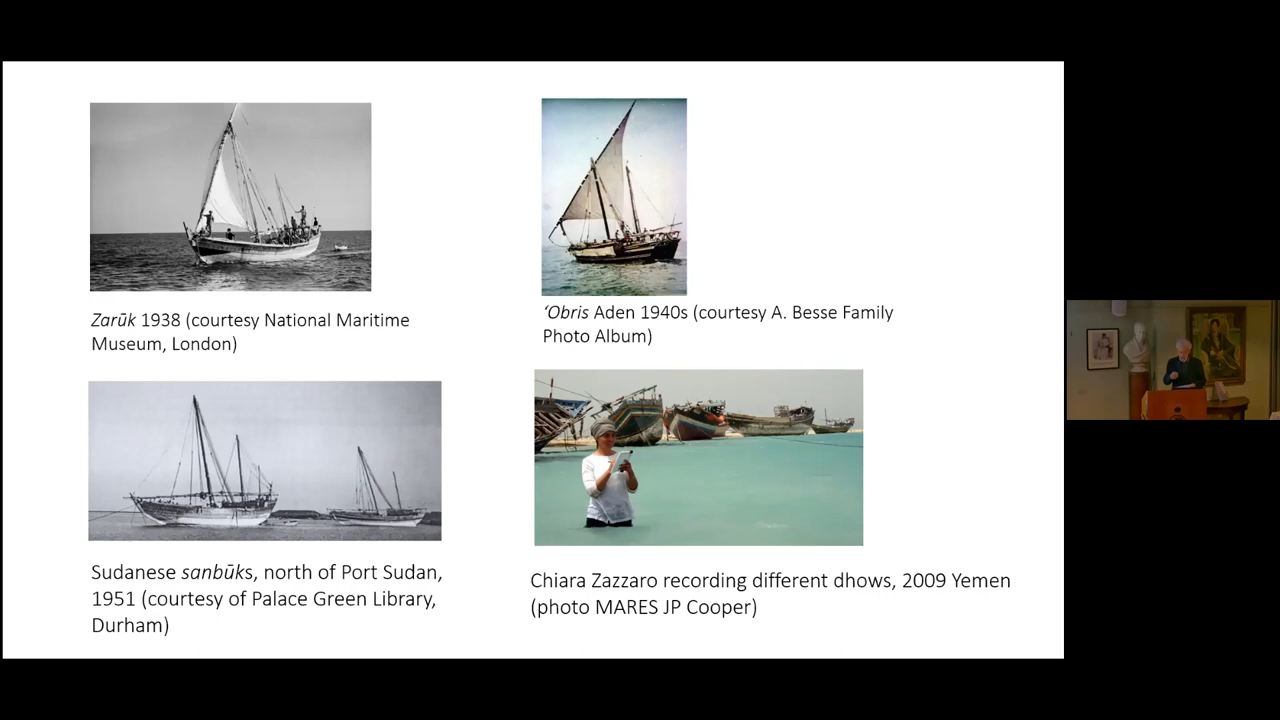 Zarūk 1938 (courtesy National Maritime
Museum, London)
‘Obris Aden 1940s (courtesy A. Besse Family
Photo Album)
Sudanese sanbūks, north of Port Sudan,
1951 (courtesy of Palace Green Library,
Durham)
Chiara Zazzaro recording different dhows, 2009 Yemen
(photo MARES JP Cooper)